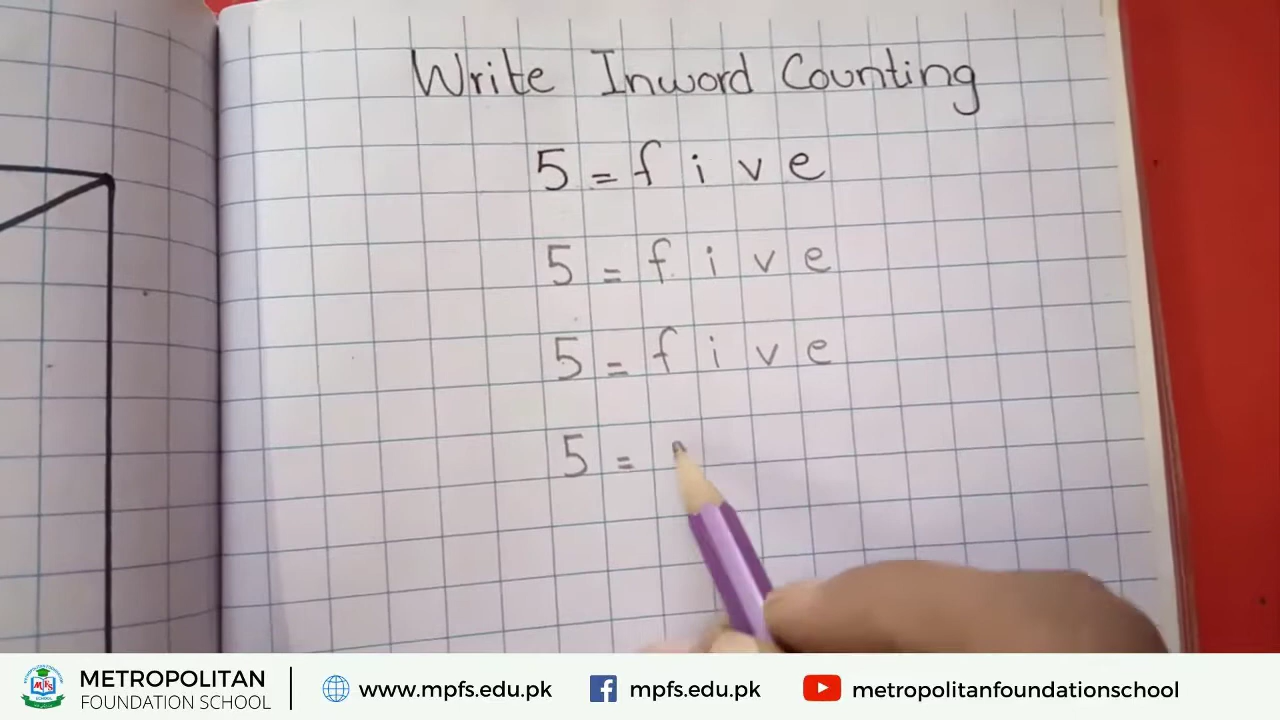 Write Inword Counting
5 = f i v e
5 = f i v e
5 = f i v e
5 =
METROPOLITAN
FOUNDATION SCHOOL
www.mpfs.edu.pk
mpfs.edu.pk
metropolitanfoundationschool